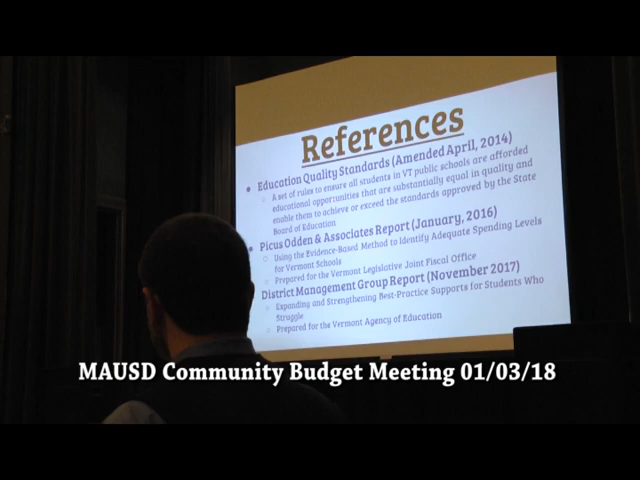 References
• Education Quality Standards (Amended April, 2014)
○ A set of rules to ensure all students in VT public schools are afforded
educational opportunities that are substantially equal in quality and
enable them to achieve or exceed the standards approved by the State
Board of Education
• Picus Odden & Associates Report (January, 2016)
○ Using the Evidence-Based Method to Identify Adequate Spending Levels
for Vermont Schools
○ Prepared for the Vermont Legislative Joint Fiscal Office
District Management Group Report (November 2017)
○ Expanding and Strengthening Best-Practice Supports for Students Who
Struggle
○ Prepared for the Vermont Agency of Education
MAUSD Community Budget Meeting 01/03/18